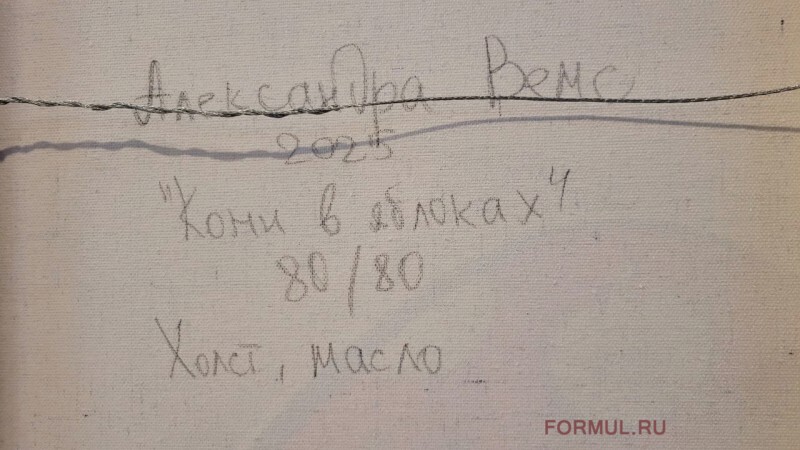 Александра Вемс
2025
"Кони в яблоках".
80/80
Холст, масло
FORMUL.RU